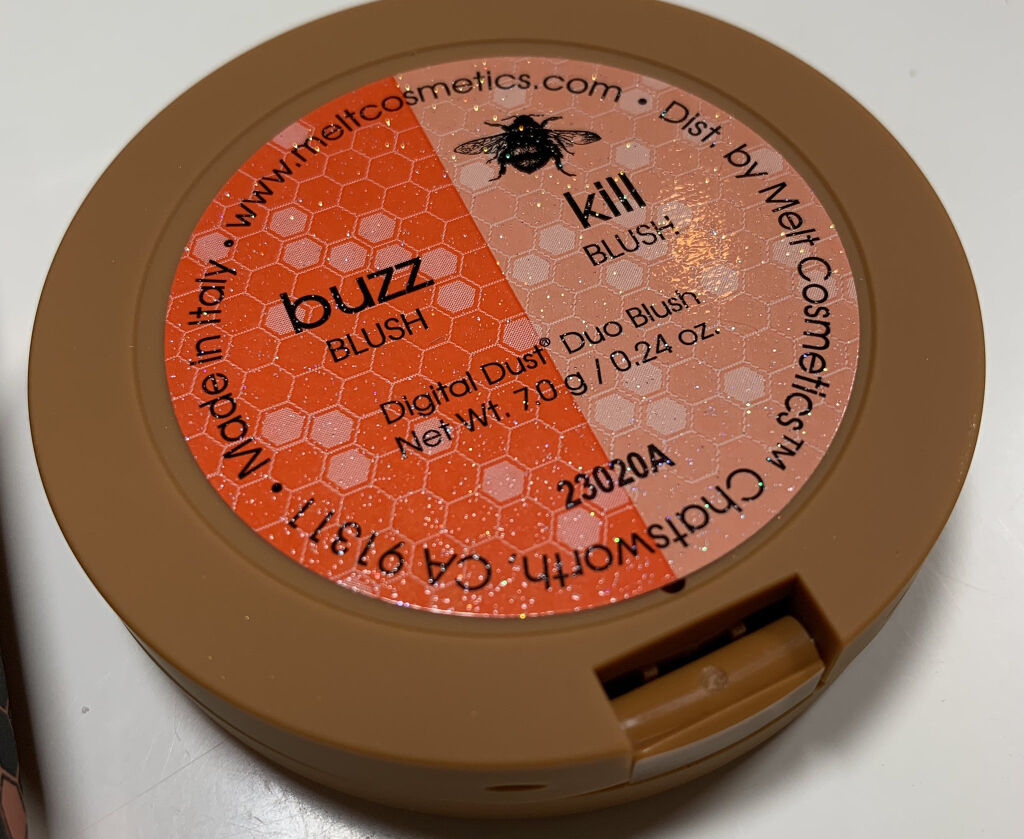 Made in Italy • www.meltcosmetics.com • Dist. by Melt Cosmetics™ Chatsworth, CA 91311 •
buzz
BLUSH
kill
BLUSH
Digital Dust® Duo Blush
Net Wt. 7.0 g / 0.24 oz.
23020A